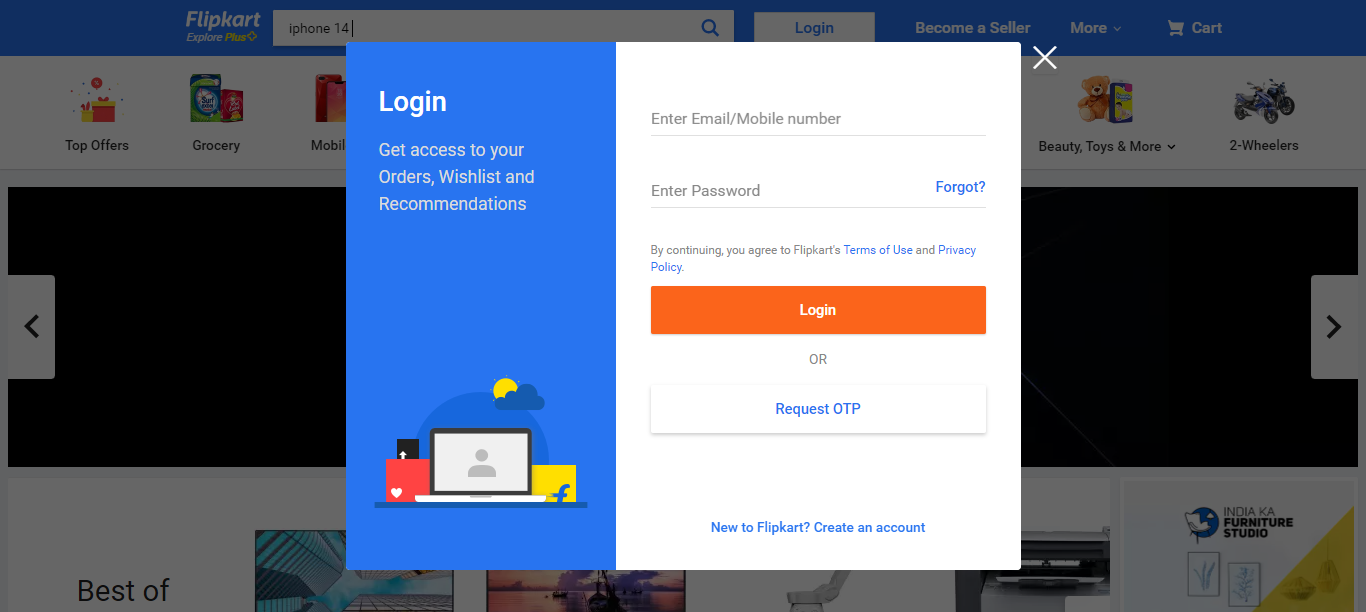 Flipkart
Explore Plus
iphone 14
Login
Become a Seller
More
Cart
Top Offers
Grocery
Beauty, Toys & More
2-Wheelers
Login
Get access to your
Orders, Wishlist and
Recommendations
Enter Email/Mobile number
Enter Password
Forgot?
By continuing, you agree to Flipkart's Terms of Use and Privacy
Policy.
Login
OR
Request OTP
New to Flipkart? Create an account
Best of
INDIA KA
FURNITURE
STUDIO